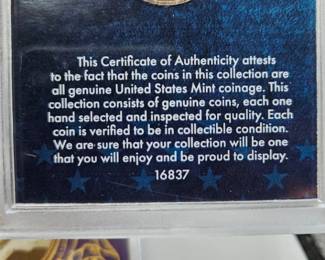 This Certificate of Authenticity attests
to the fact that the coins in this collection are
all genuine United States Mint coinage. This
collection consists of genuine coins, each one
hand selected and inspected for quality. Each
coin is verified to be in collectible condition.
We are sure that your collection will be one
that you will enjoy and be proud to display.
16837